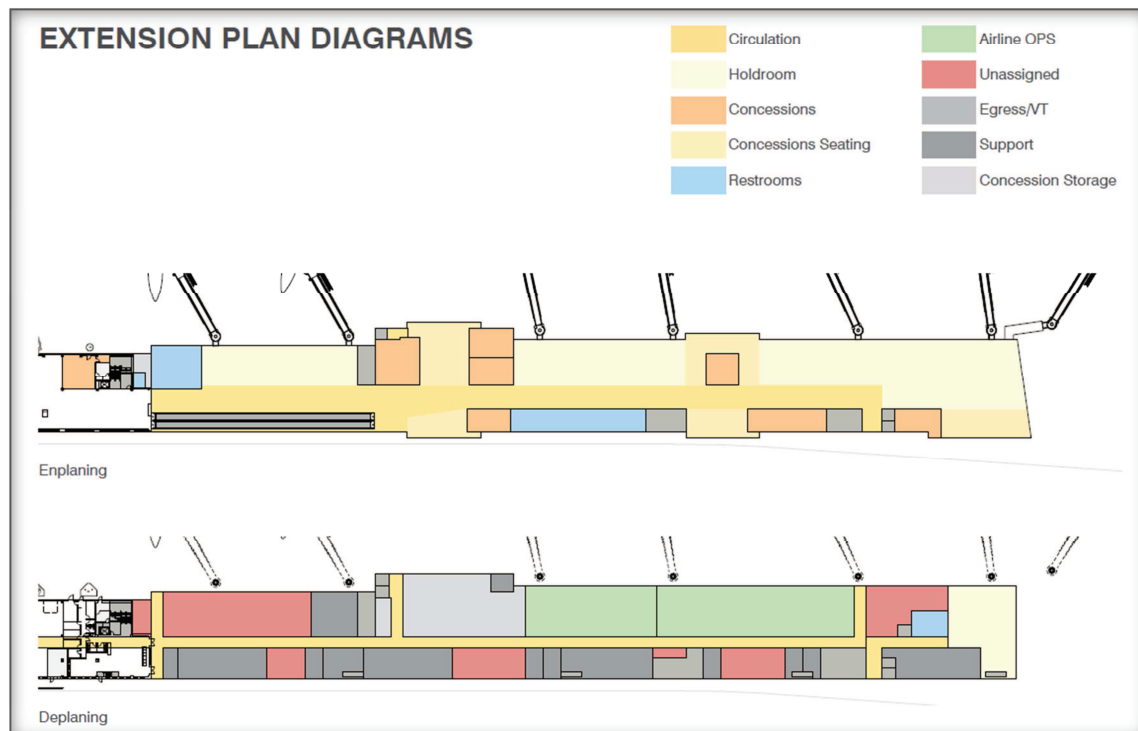 EXTENSION PLAN DIAGRAMS
Circulation
Holdroom
Concessions
Concessions Seating
Restrooms
Airline OPS
Unassigned
Egress/VT
Support
Concession Storage
Enplaning
Deplaning